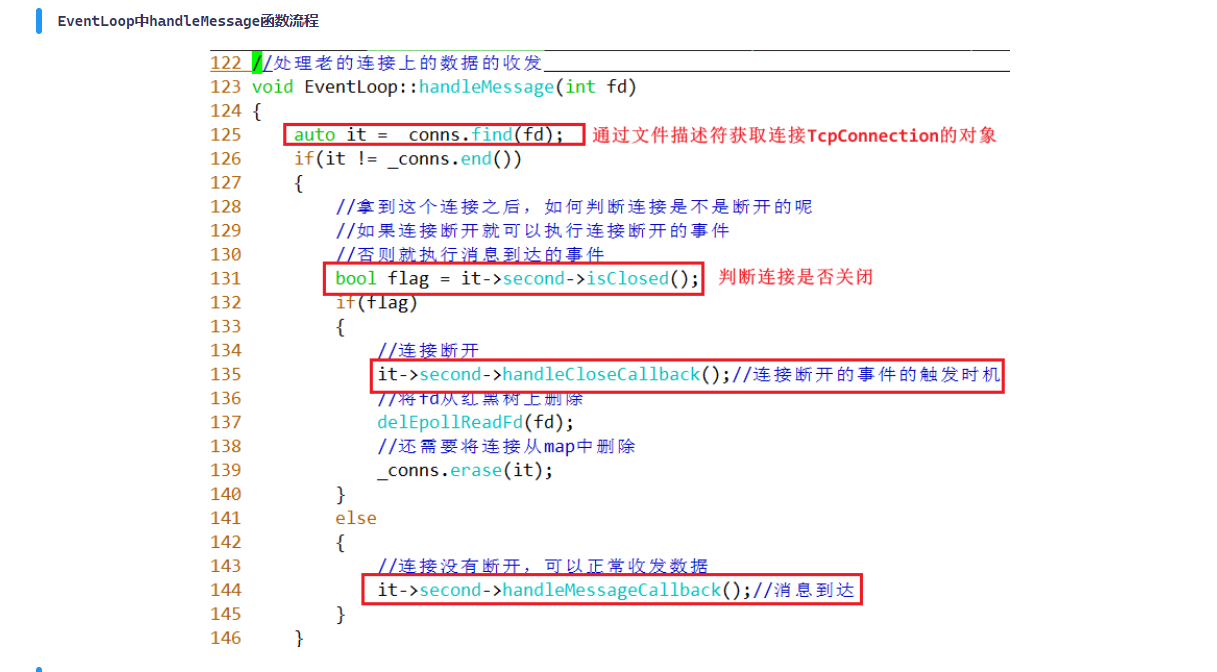 EventLoop中handleMessage函数流程
122 //处理老的连接上的数据的收发
123 void EventLoop::handleMessage(int fd)
124 {
125     auto it = _conns.find(fd); 通过文件描述符获取连接TcpConnection的对象
126     if(it != _conns.end())
127     {
128         //拿到这个连接之后，如何判断连接是不是断开的呢
129         //如果连接断开就可以执行连接断开的事件
130         //否则就执行消息到达的事件
131         bool flag = it->second->isClosed(); 判断连接是否关闭
132         if(flag)
133         {
134             //连接断开
135             it->second->handleCloseCallback();//连接断开的事件的触发时机
136             //将fd从红黑树上删除
137             delEpollReadFd(fd);
138             //还需要将连接从map中删除
139             _conns.erase(it);
140         }
141         else
142         {
143             //连接没有断开，可以正常收发数据
144             it->second->handleMessageCallback();//消息到达
145         }
146     }